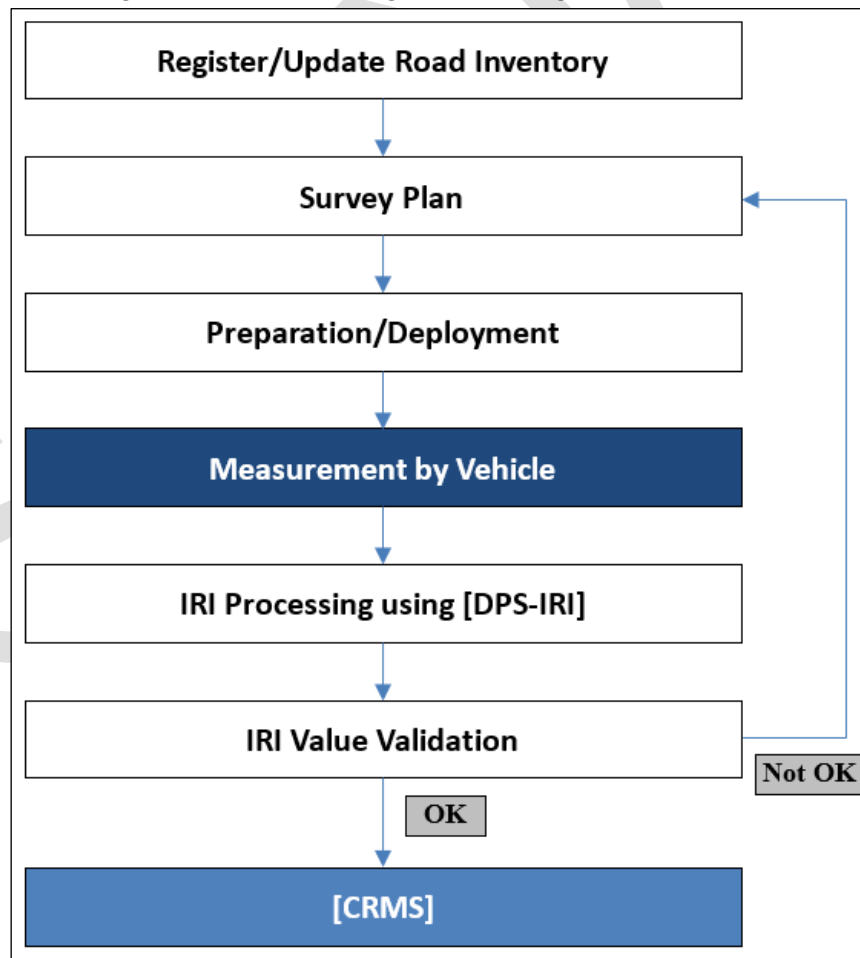 Register/Update Road Inventory
Survey Plan
Preparation/Deployment
Measurement by Vehicle
IRI Processing using [DPS-IRI]
IRI Value Validation
Not OK
OK
[CRMS]